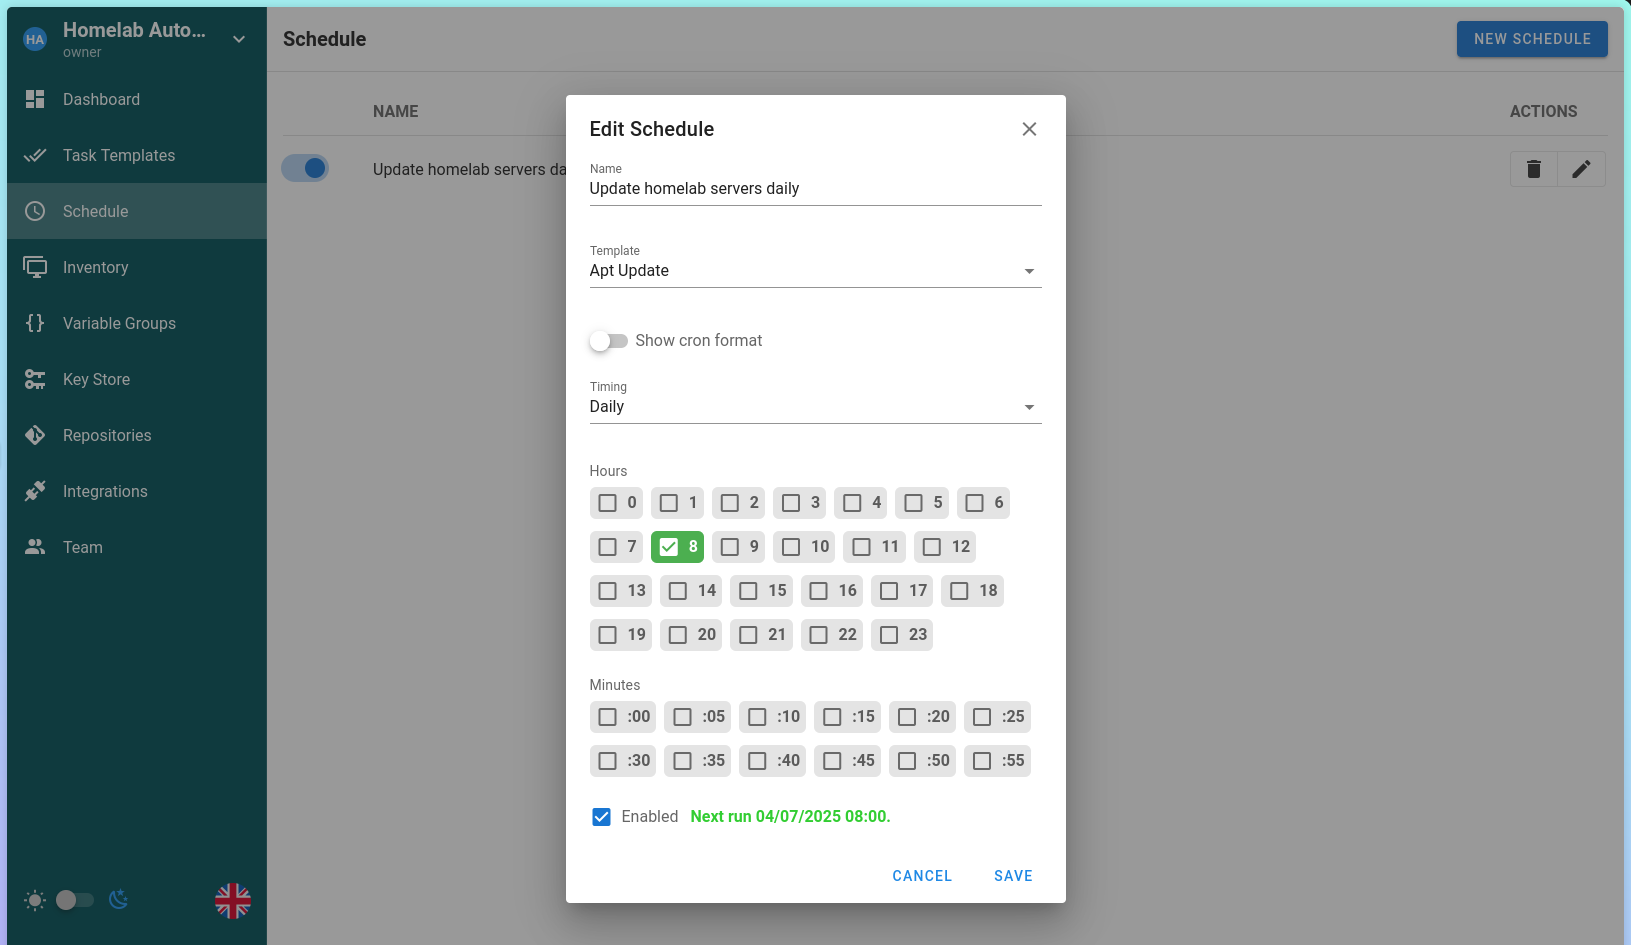 HA
Homelab Auto...
owner
Dashboard
Task Templates
Schedule
Inventory
Variable Groups
Key Store
Repositories
Integrations
Team
Schedule
NEW SCHEDULE
NAME
ACTIONS
Update homelab servers da
Edit Schedule
Name
Update homelab servers daily
Template
Apt Update
Show cron format
Timing
Daily
Hours
0 1 2 3 4 5 6
7 8 9 10 11 12
13 14 15 16 17 18
19 20 21 22 23
Minutes
:00 :05 :10 :15 :20 :25
:30 :35 :40 :45 :50 :55
Enabled Next run 04/07/2025 08:00.
CANCEL SAVE